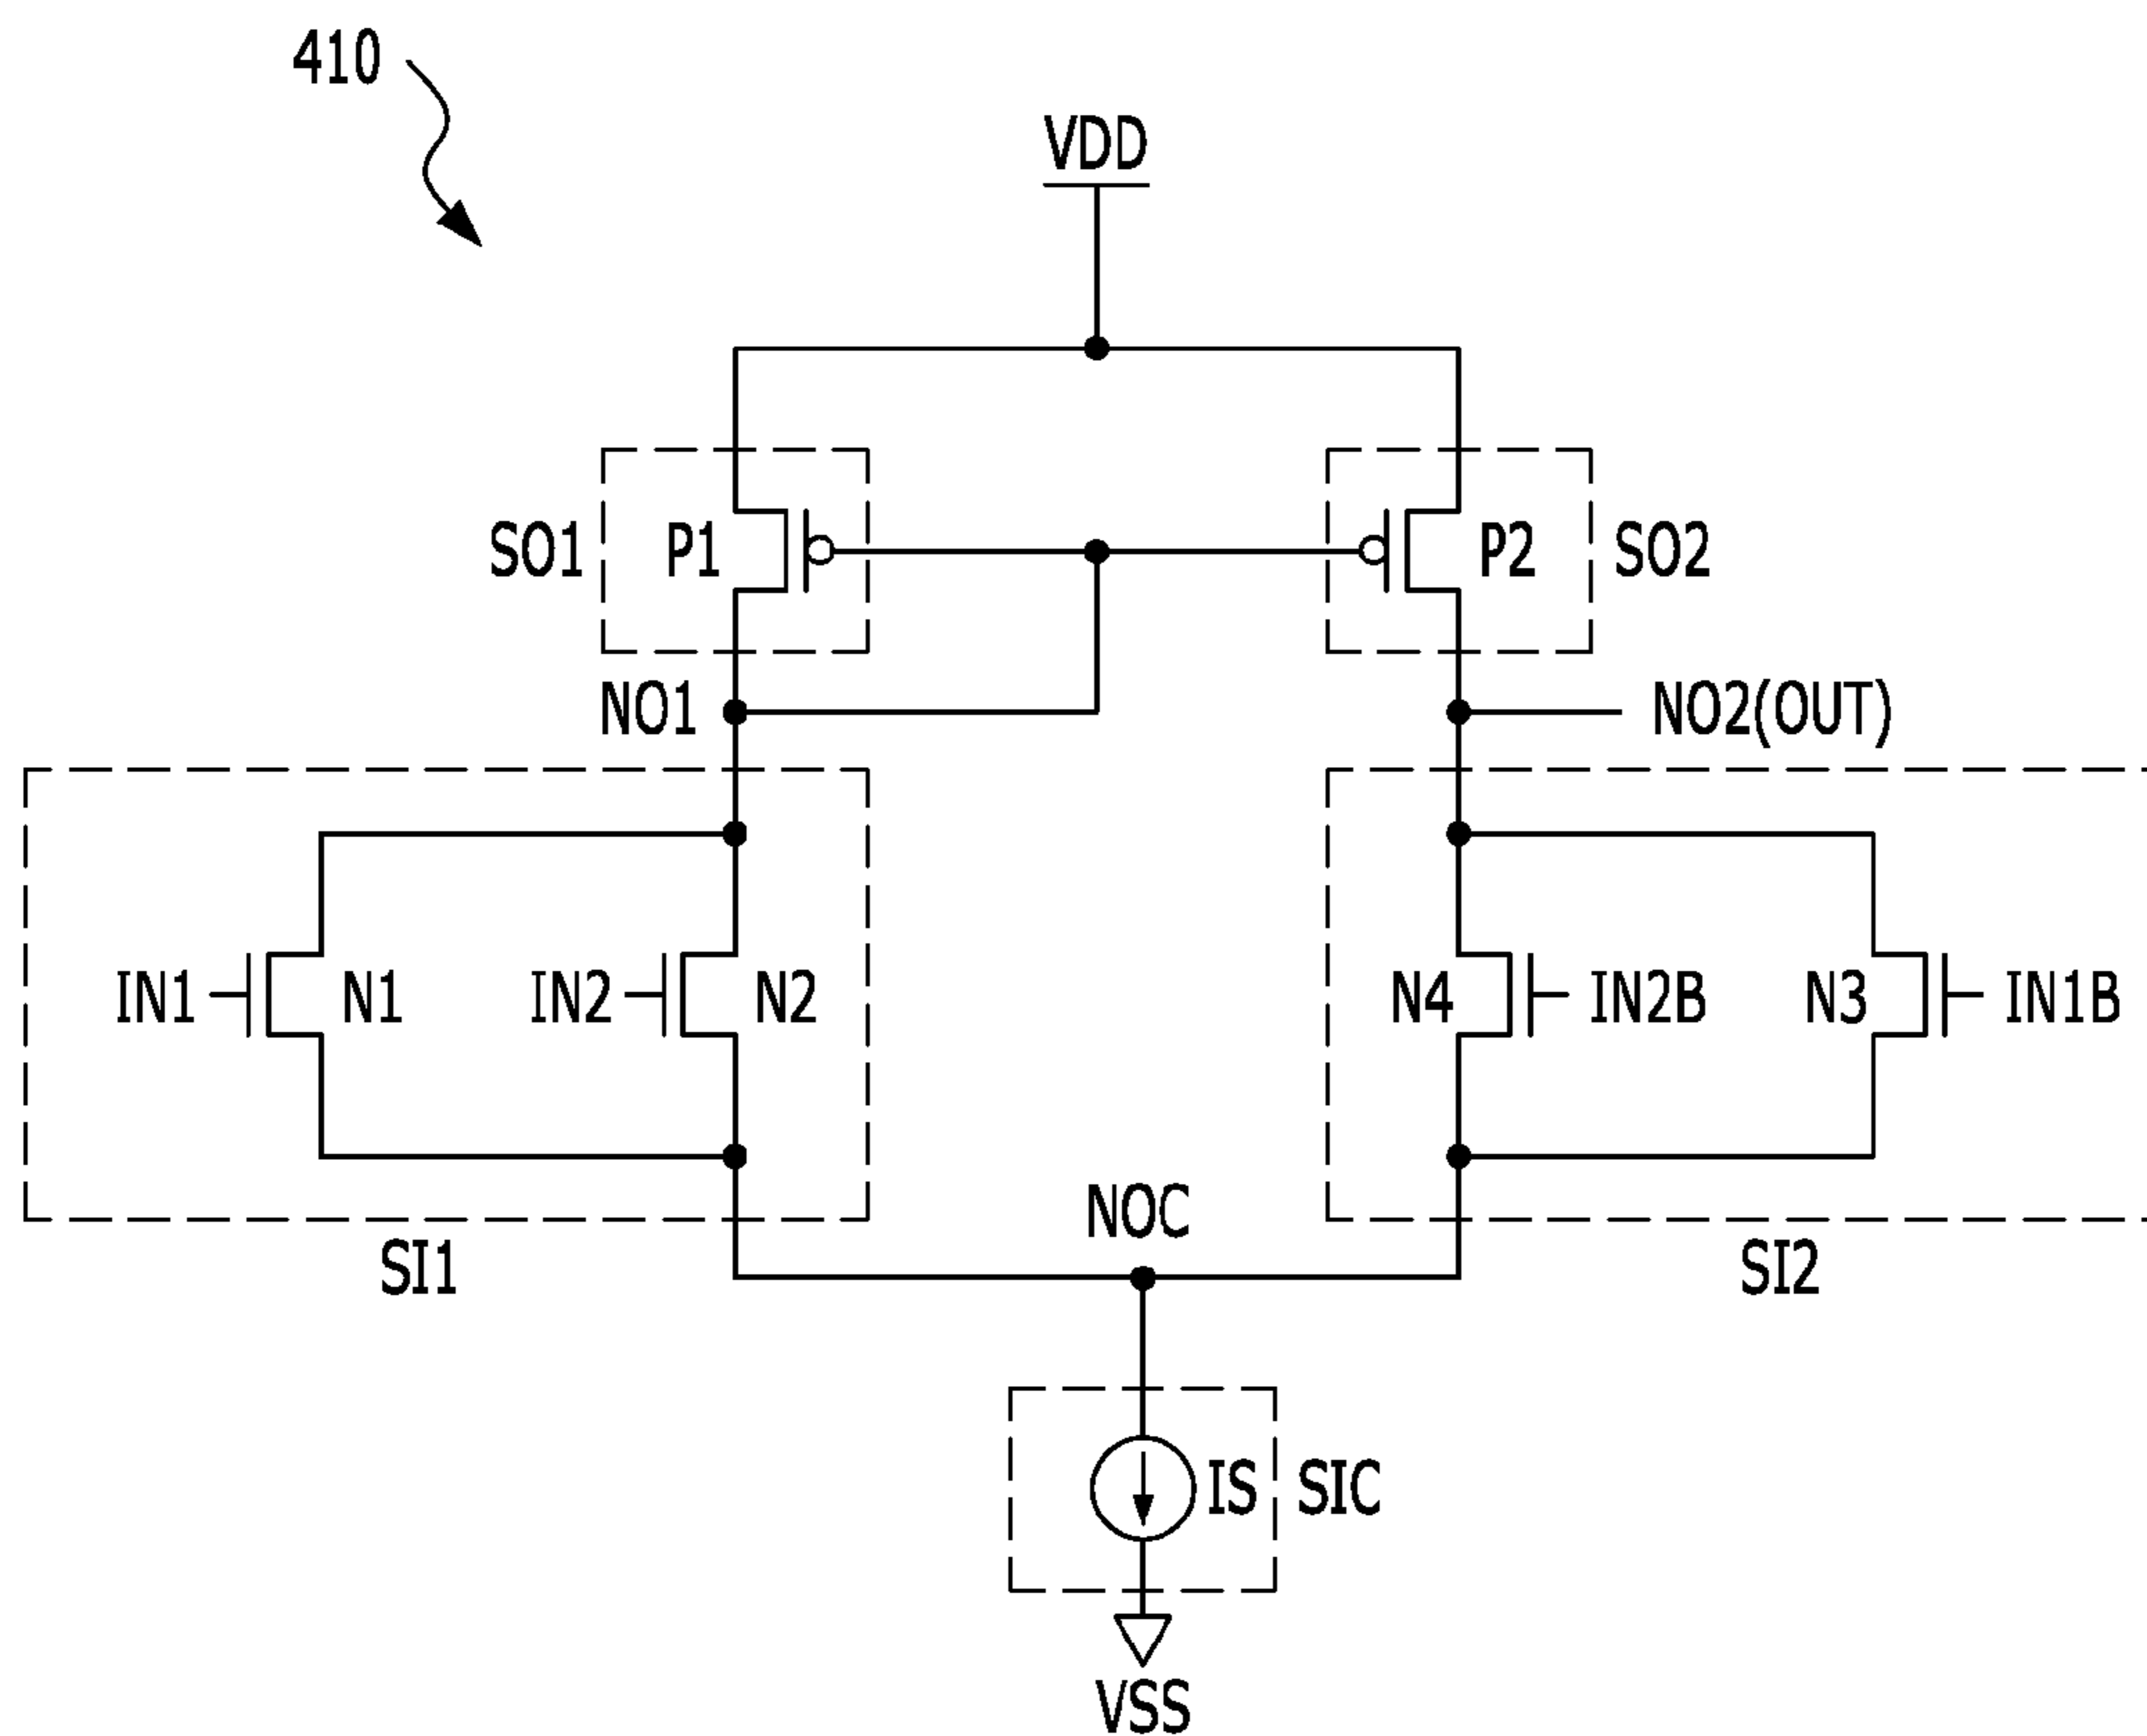 410
VDD
SO1
P1
P2
SO2
NO1
NO2(OUT)
IN1
N1
IN2
N2
N4
IN2B
N3
IN1B
NOC
SI1
SI2
IS
SIC
VSS